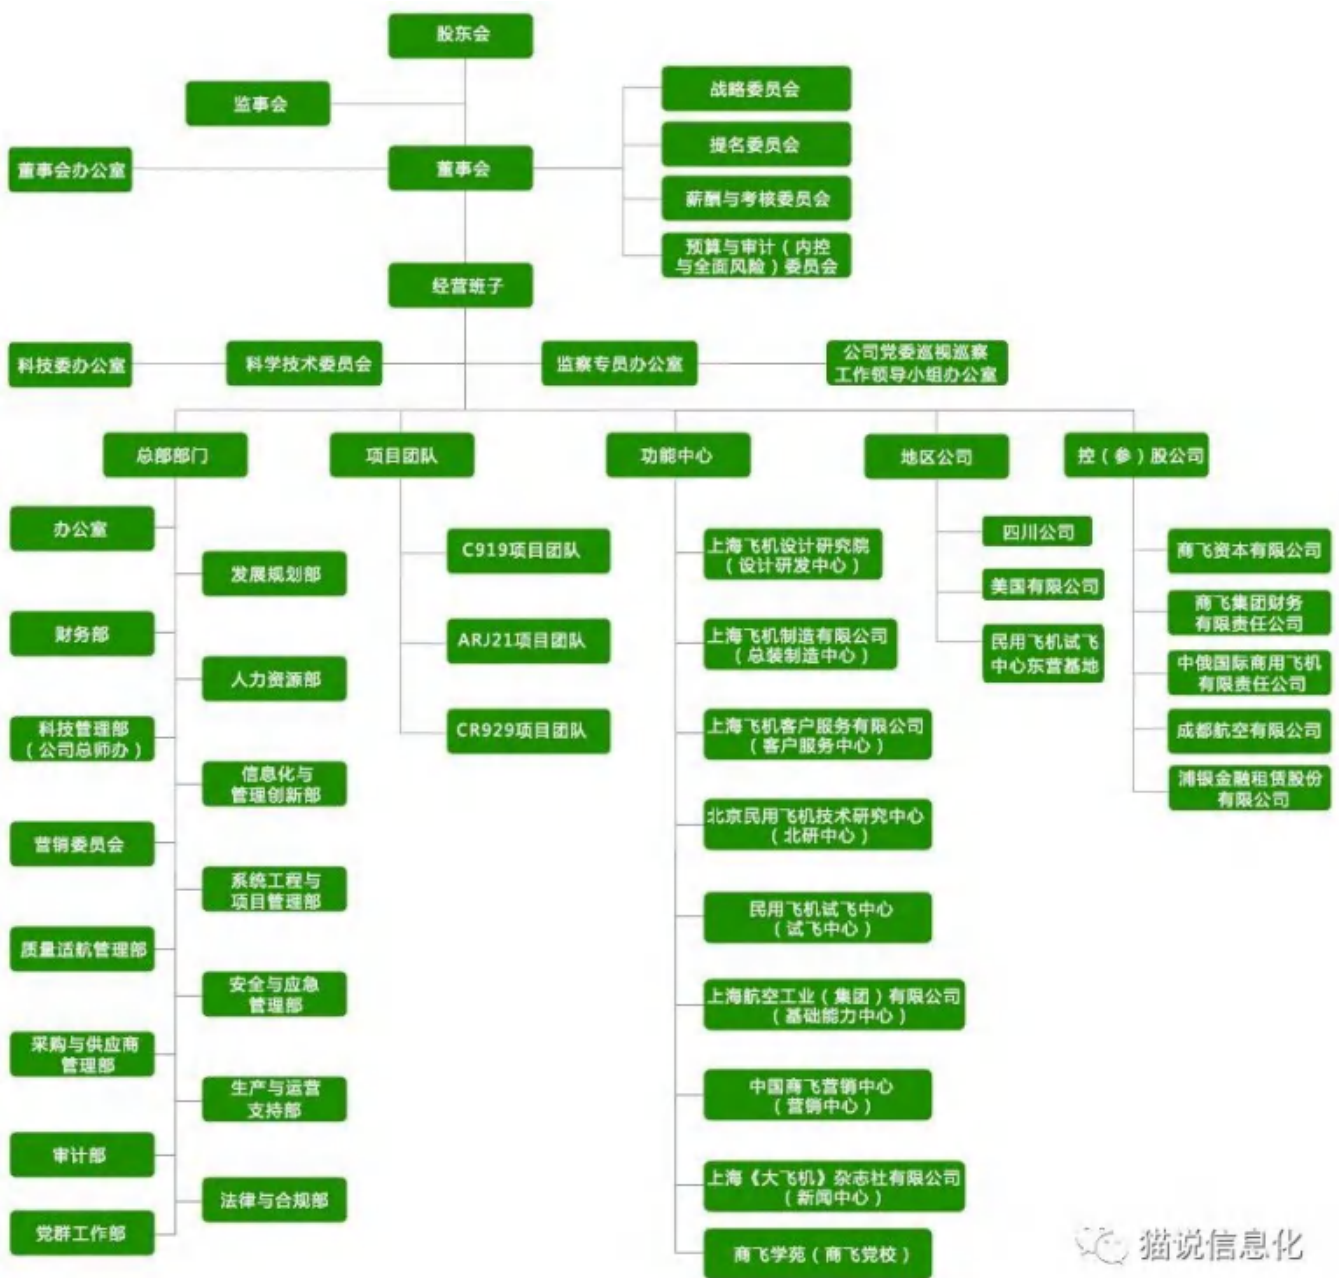 股东会
监事会
战略委员会
提名委员会
董事会办公室
董事会
薪酬与考核委员会
预算与审计（内控
与全面风险）委员会
经营班子
科技委办公室
科学技术委员会
监察专员办公室
公司党委巡视巡察
工作领导小组办公室
总部部门
项目团队
功能中心
地区公司
控（参）股公司
办公室
发展规划部
财务部
人力资源部
科技管理部
（公司总师办）
信息化与
管理创新部
营销委员会
系统工程与
项目管理部
质量适航管理部
安全与应急
管理部
采购与供应商
管理部
生产与运营
支持部
审计部
法律与合规部
党群工作部
C919项目团队
ARJ21项目团队
CR929项目团队
上海飞机设计研究院
（设计研发中心）
上海飞机制造有限公司
（总装制造中心）
上海飞机客户服务有限公司
（客户服务中心）
北京民用飞机技术研究中心
（北研中心）
民用飞机试飞中心
（试飞中心）
上海航空工业（集团）有限公司
（基础能力中心）
中国商飞营销中心
（营销中心）
上海《大飞机》杂志社有限公司
（新闻中心）
商飞学苑（商飞党校）
四川公司
美国有限公司
民用飞机试飞
中心东营基地
商飞资本有限公司
商飞集团财务
有限责任公司
中俄国际商用飞机
有限责任公司
成都航空有限公司
浦银金融租赁股份
有限公司
猫说信息化